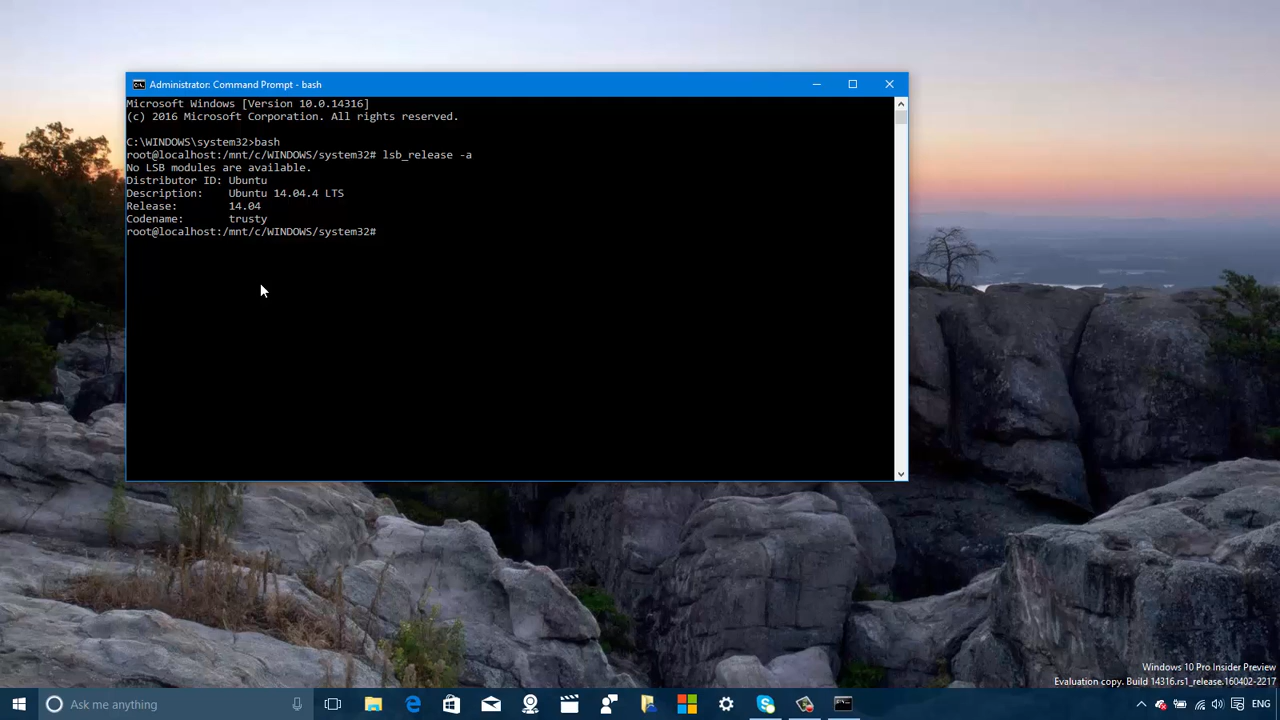 Administrator: Command Prompt - bash
Microsoft Windows [Version 10.0.14316]
(c) 2016 Microsoft Corporation. All rights reserved.
C:\WINDOWS\system32>bash
root@localhost:/mnt/c/WINDOWS/system32# lsb_release -a
No LSB modules are available.
Distributor ID: Ubuntu
Description:    Ubuntu 14.04.4 LTS
Release:        14.04
Codename:       trusty
root@localhost:/mnt/c/WINDOWS/system32#
Windows 10 Pro Insider Preview
Evaluation copy. Build 14316.rs1_release.160402-2217
Ask me anything
ENG